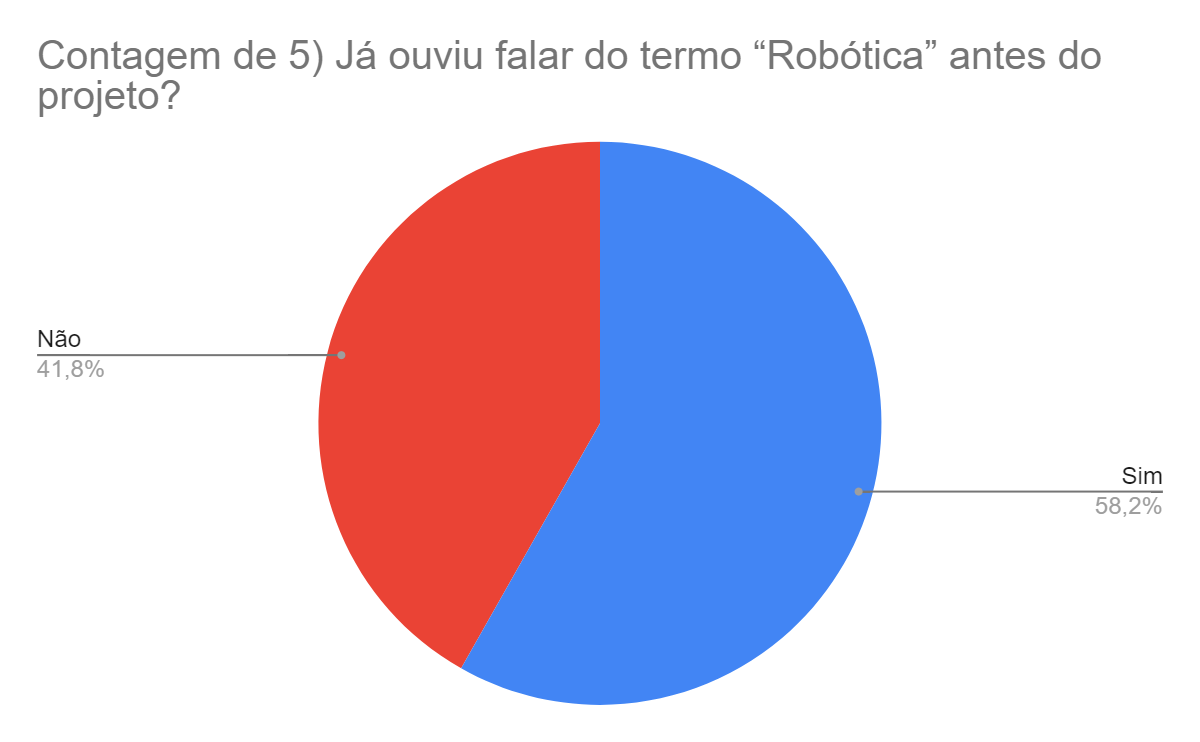 Contagem de 5) Já ouviu falar do termo “Robótica” antes do
projeto?
Não
41,8%
Sim
58,2%